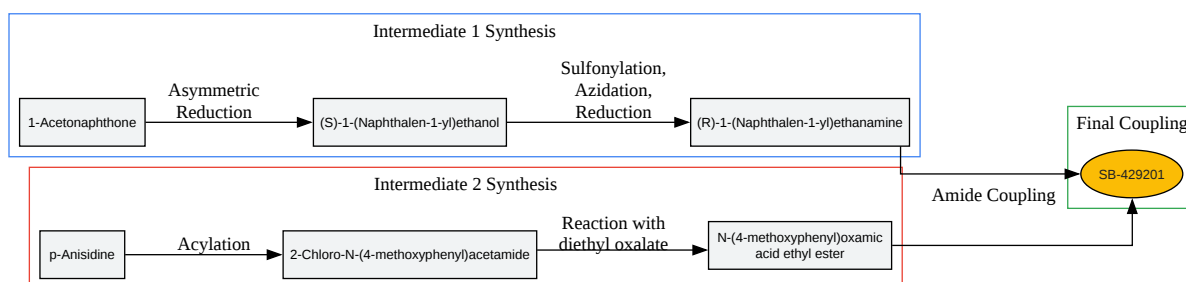 Intermediate 1 Synthesis
1-Acetonaphthone
Asymmetric
Reduction
(S)-1-(Naphthalen-1-yl)ethanol
Sulfonylation,
Azidation,
Reduction
(R)-1-(Naphthalen-1-yl)ethanamine
Intermediate 2 Synthesis
p-Anisidine
Acylation
2-Chloro-N-(4-methoxyphenyl)acetamide
Reaction with
diethyl oxalate
N-(4-methoxyphenyl)oxamic
acid ethyl ester
Amide Coupling
Final Coupling
SB-429201